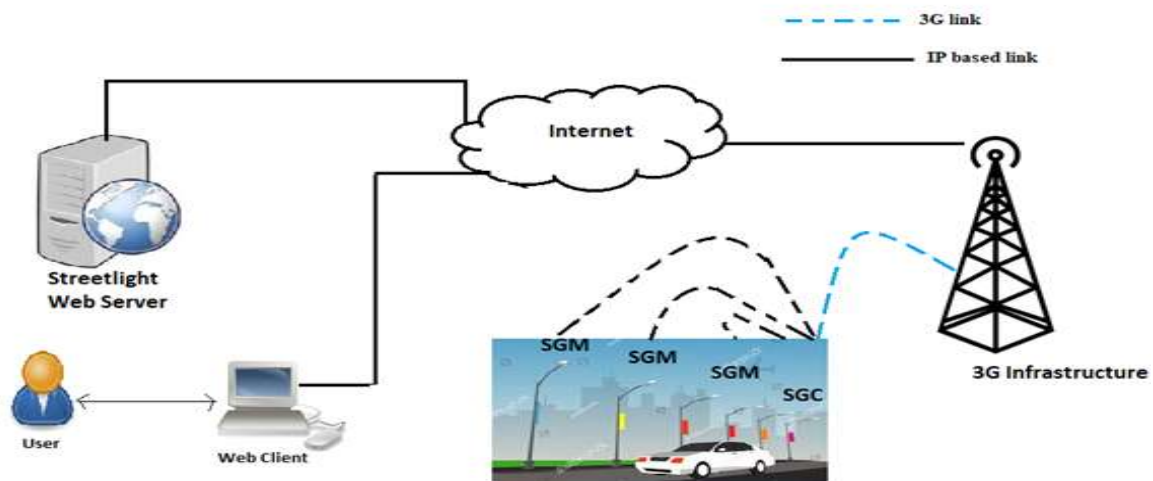 3G link
IP based link
Internet
Streetlight
Web Server
SGM
SGM
SGM
SGC
3G Infrastructure
User
Web Client